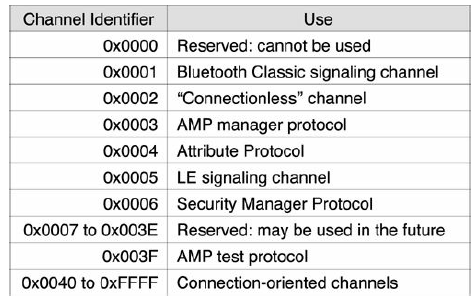 Channel Identifier Use
0x0000 Reserved: cannot be used
0x0001 Bluetooth Classic signaling channel
0x0002 “Connectionless” channel
0x0003 AMP manager protocol
0x0004 Attribute Protocol
0x0005 LE signaling channel
0x0006 Security Manager Protocol
0x0007 to 0x003E Reserved: may be used in the future
0x003F AMP test protocol
0x0040 to 0xFFFF Connection-oriented channels